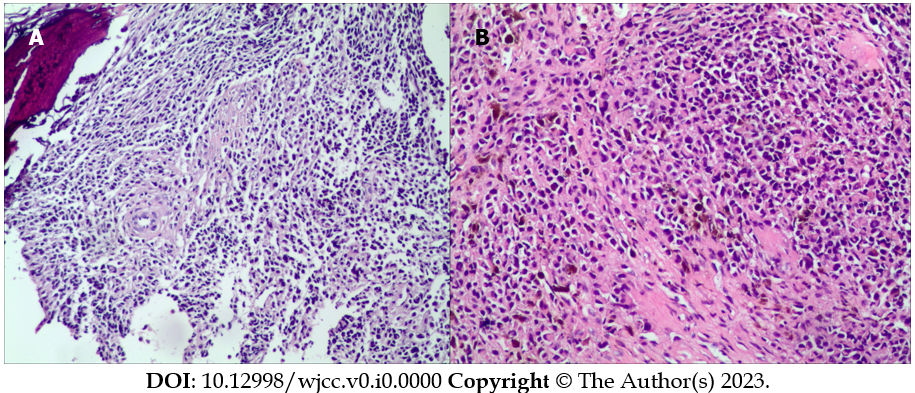 A
B
DOI: 10.12998/wjcc.v0.i0.0000 Copyright © The Author(s) 2023.